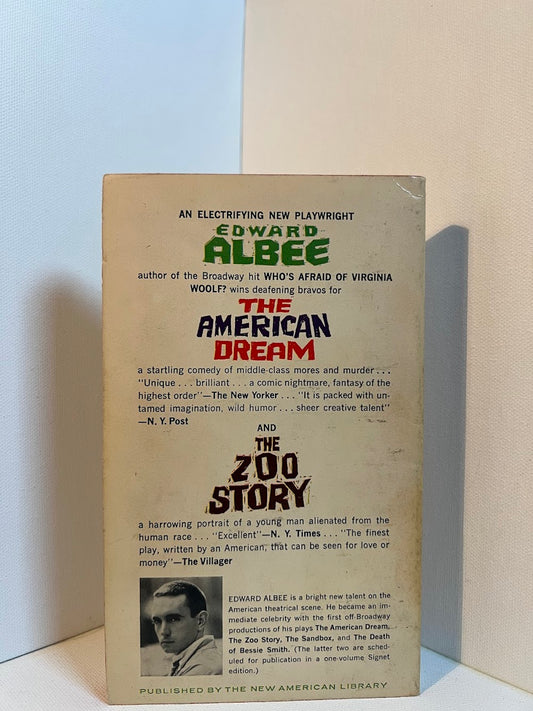 AN ELECTRIFYING NEW PLAYWRIGHT
EDWARD
ALBEE
author of the Broadway hit WHO'S AFRAID OF VIRGINIA
WOOLF? wins deafening bravos for
THE
AMERICAN
DREAM
a startling comedy of middle-class mores and murder . . .
"Unique . . . brilliant . . . a comic nightmare, fantasy of the
highest order"—The New Yorker . . . "It is packed with un-
tamed imagination, wild humor . . . sheer creative talent"
—N. Y. Post
AND
THE
ZOO
STORY
a harrowing portrait of a young man alienated from the
human race . . . "Excellent"—N. Y. Times . . . "The finest
play, written by an American, that can be seen for love or
money"—The Villager
EDWARD ALBEE is a bright new talent on the
American theatrical scene. He became an im-
mediate celebrity with the first off-Broadway
productions of his plays The American Dream,
The Zoo Story, The Sandbox, and The Death
of Bessie Smith. (The latter two are sched-
uled for publication in a one-volume Signet
edition.)
PUBLISHED BY THE NEW AMERICAN LIBRARY